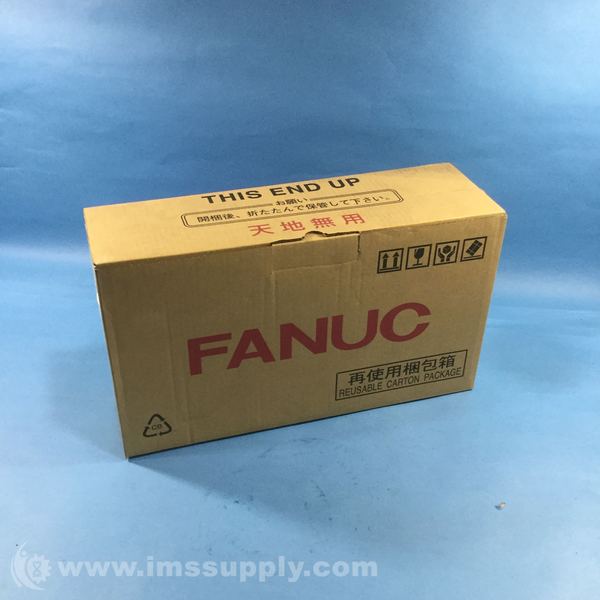 THIS END UP
お願い
開梱後、折たたんで保管して下さい。
天地無用
FANUC
再使用梱包箱
REUSABLE CARTON PACKAGE
CB
www.imssupply.com